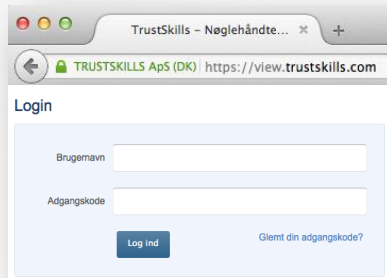 TrustSkills – Nøglehåndte...
TRUSTSKILLS ApS (DK) https://view.trustskills.com
Login
Brugernavn
Adgangskode
Log ind Glemt din adgangskode?